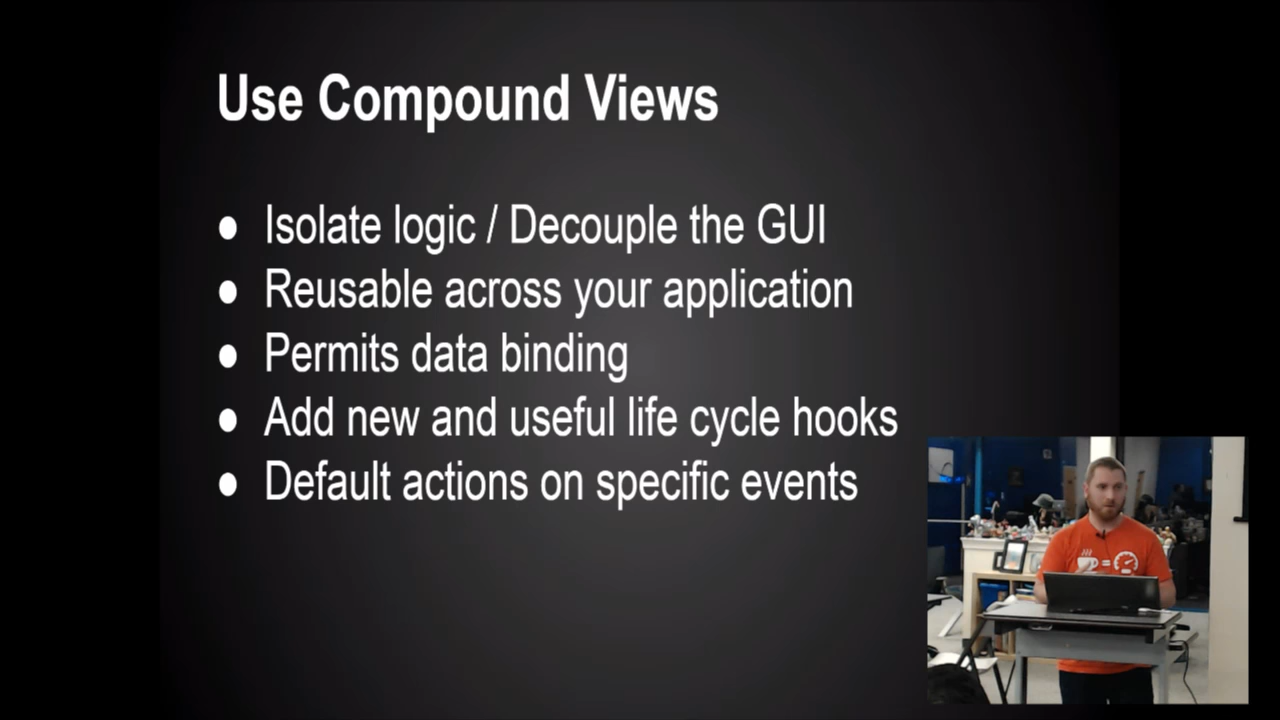 Use Compound Views
● Isolate logic / Decouple the GUI
● Reusable across your application
● Permits data binding
● Add new and useful life cycle hooks
● Default actions on specific events